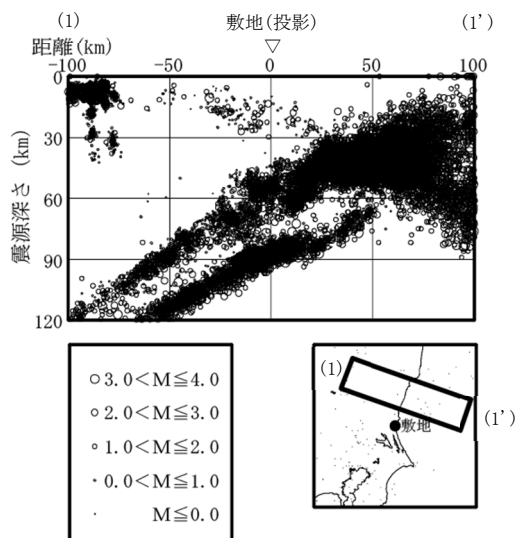 (1) 敷地(投影) (1')
距離(km) ▽
-100 -50 0 50 100
0
30
60
90
120
震源深さ (km)
○3.0<M≦4.0
○2.0<M≦3.0
○1.0<M≦2.0
○0.0<M≦1.0
・ M≦0.0
(1)
(1')
●敷地